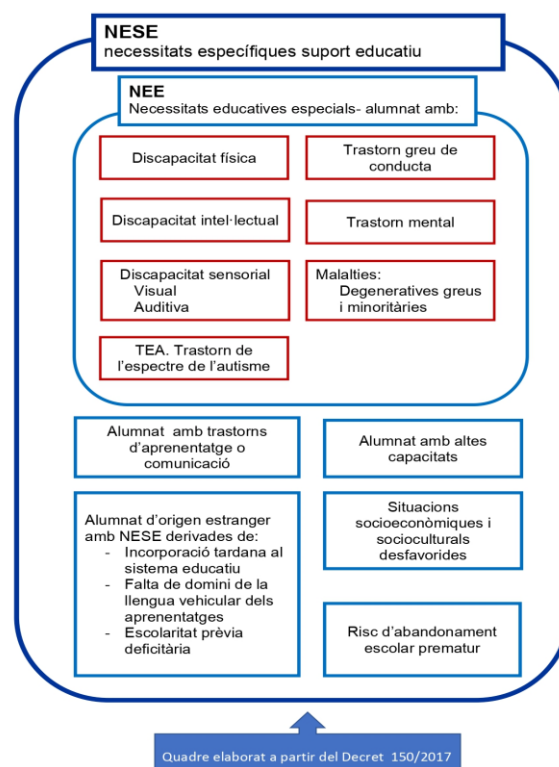 NESE
necessitats específiques suport educatiu
NEE
Necessitats educatives especials- alumnat amb:
Discapacitat física
Trastorn greu de
conducta
Discapacitat intel·lectual
Trastorn mental
Discapacitat sensorial
Visual
Auditiva
Malalties:
Degeneratives greus
i minoritàries
TEA. Trastorn de
l'espectre de l'autisme
Alumnat amb trastorns
d'aprenentatge o
comunicació
Alumnat amb altes
capacitats
Alumnat d'origen estranger
amb NESE derivades de:
- Incorporació tardana al
sistema educatiu
- Falta de domini de la
llengua vehicular dels
aprenentatges
- Escolaritat prèvia
deficitària
Situacions
socioeconòmiques i
socioculturals
desfavorides
Risc d'abandonament
escolar prematur
Quadre elaborat a partir del Decret 150/2017